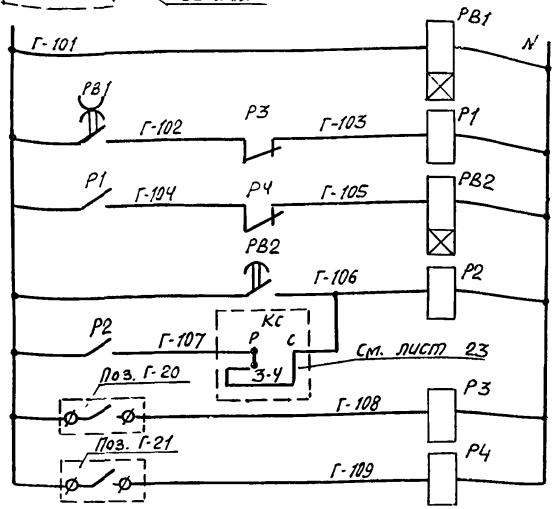 Г-101
РВ1
N
РВ1
Г-102
Р3
Г-103
Р1
Р1
Г-104
Р4
Г-105
РВ2
РВ2
Г-106
Р2
Р2
Г-107
КС
Р
С
3-4
См. лист 23
Поз. Г-20
Г-108
Р3
Поз. Г-21
Г-109
Р4